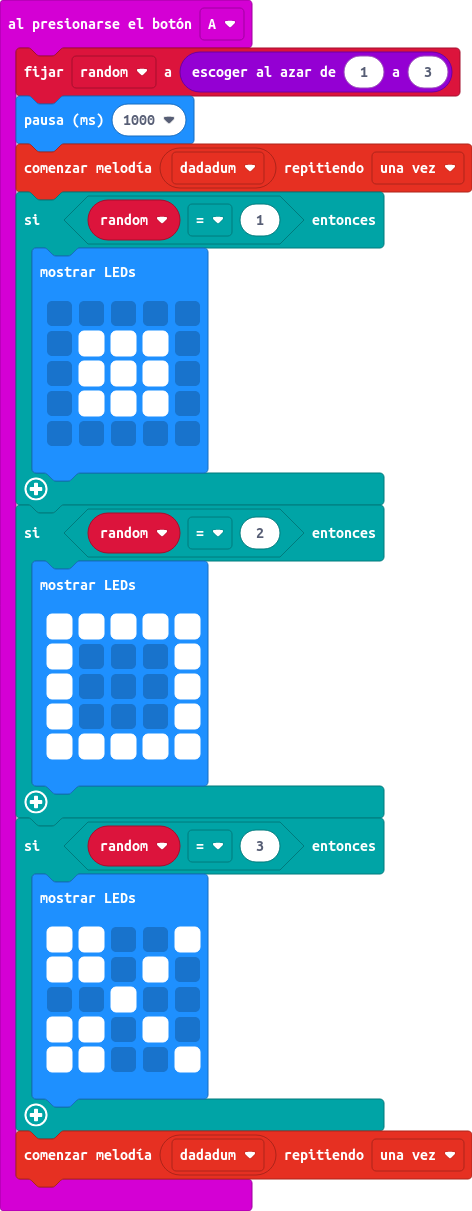 al presionarse el botón A
fijar random a escoger al azar de 1 a 3
pausa (ms) 1000
comenzar melodía dadadum repitiendo una vez
si random = 1 entonces
mostrar LEDs
si random = 2 entonces
mostrar LEDs
si random = 3 entonces
mostrar LEDs
comenzar melodía dadadum repitiendo una vez